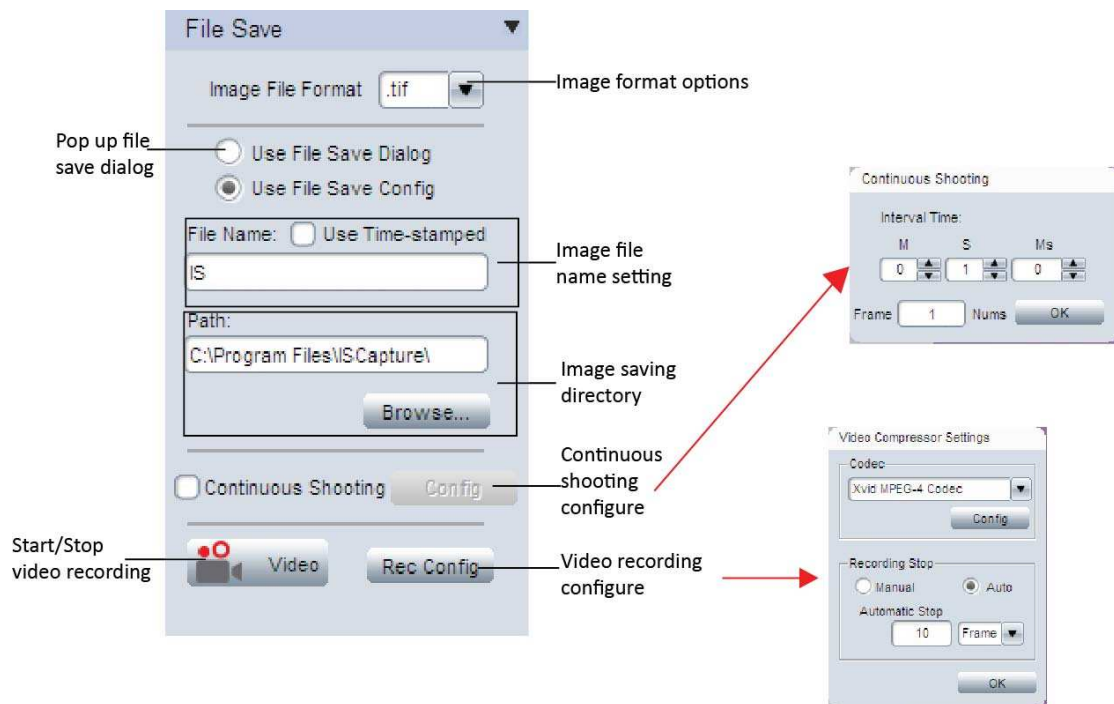 File Save
Image File Format .tif
Image format options
Pop up file
save dialog
Use File Save Dialog
Use File Save Config
File Name: Use Time-stamped
IS
Image file
name setting
Path:
C:\Program Files\ISCapture\
Browse...
Image saving
directory
Continuous Shooting Config
Continuous
shooting
configure
Start/Stop
video recording
Video
Rec Config
Video recording
configure
Continuous Shooting
Interval Time:
M S Ms
0 1 0
Frame 1 Nums OK
Video Compressor Settings
Codec
Xvid MPEG-4 Codec
Config
Recording Stop
Manual Auto
Automatic Stop
10 Frame
OK